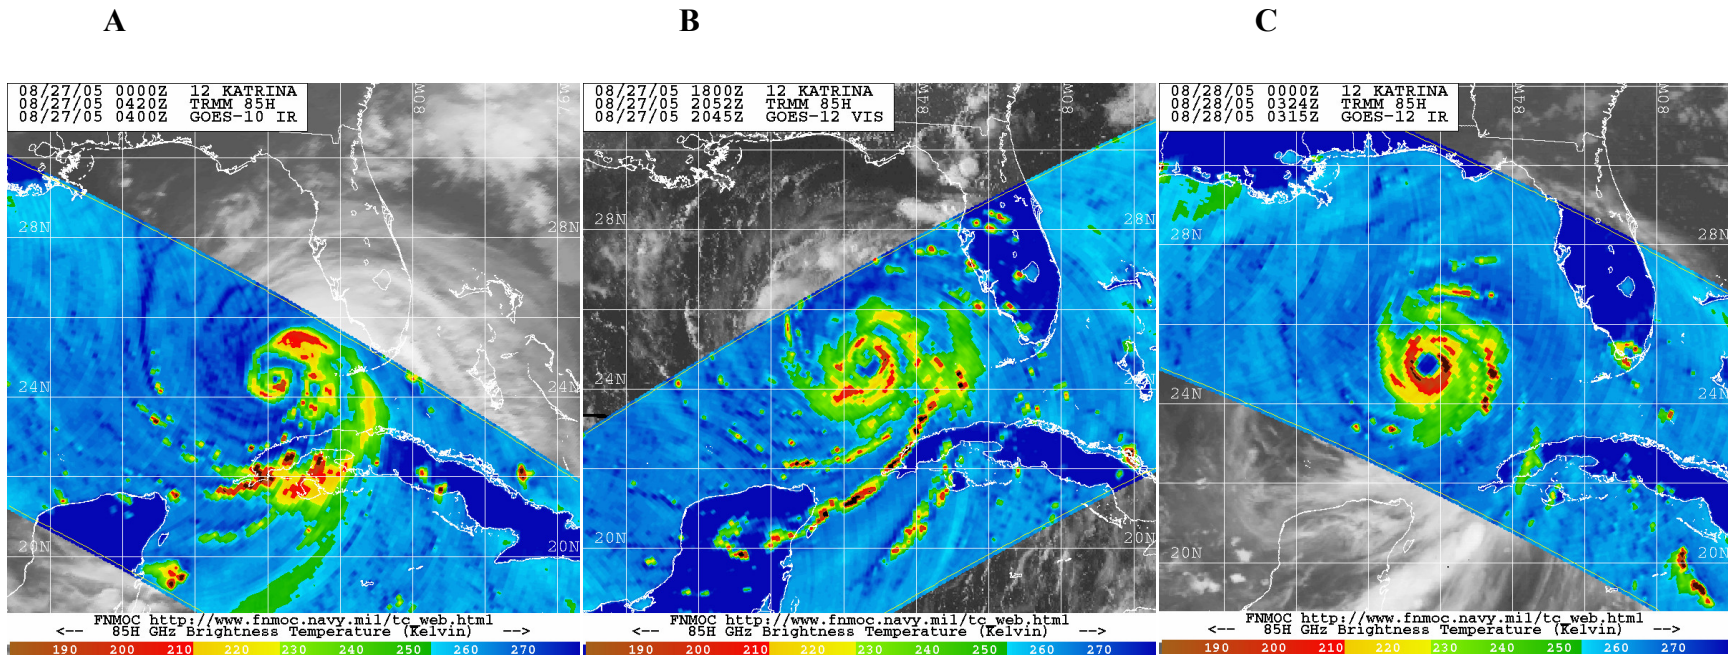 A
B
C
08/27/05 0000Z 12 KATRINA
08/27/05 0420Z TRMM 85H
08/27/05 0400Z GOES-10 IR
80W
76W
28N
24N
24N
20N
20N
FNMOC http://www.fnmoc.navy.mil/tc_web.html
<-- 85H GHz Brightness Temperature (Kelvin) -->
190 200 210 220 230 240 250 260 270
08/27/05 1800Z 12 KATRINA
08/27/05 2052Z TRMM 85H
08/27/05 2045Z GOES-12 VIS
84W
80W
28N
28N
24N
24N
20N
20N
FNMOC http://www.fnmoc.navy.mil/tc_web.html
<-- 85H GHz Brightness Temperature (Kelvin) -->
190 200 210 220 230 240 250 260 270
08/28/05 0000Z 12 KATRINA
08/28/05 0324Z TRMM 85H
08/28/05 0315Z GOES-12 IR
84W
80W
28N
28N
24N
24N
20N
20N
FNMOC http://www.fnmoc.navy.mil/tc_web.html
<-- 85H GHz Brightness Temperature (Kelvin) -->
190 200 210 220 230 240 250 260 270